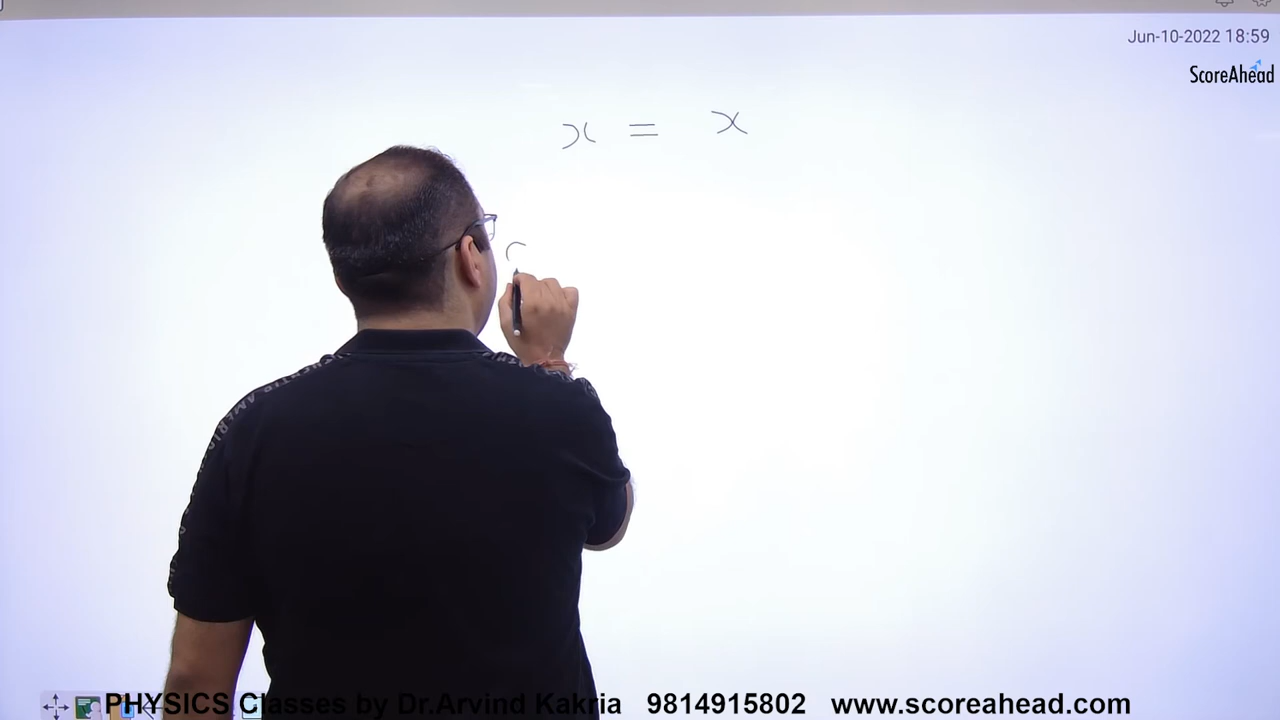 Jun-10-2022 18:59
ScoreAhead
x = x
PHYSICS Classes by Dr.Arvind Kakria 9814915802 www.scoreahead.com